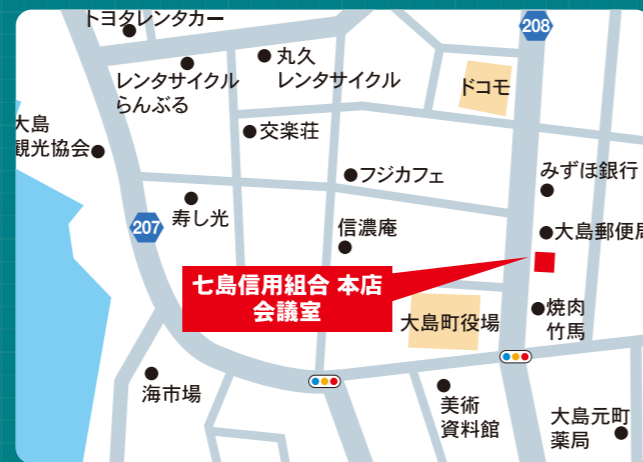 トヨタレンタカー
208
丸久
レンタサイクル
レンタサイクル
らんぶる
ドコモ
大島
観光協会
交楽荘
フジカフェ
みずほ銀行
寿し光
207
信濃庵
大島郵便局
七島信用組合 本店
会議室
大島町役場
焼肉
竹馬
海市場
美術
資料館
大島元町
薬局